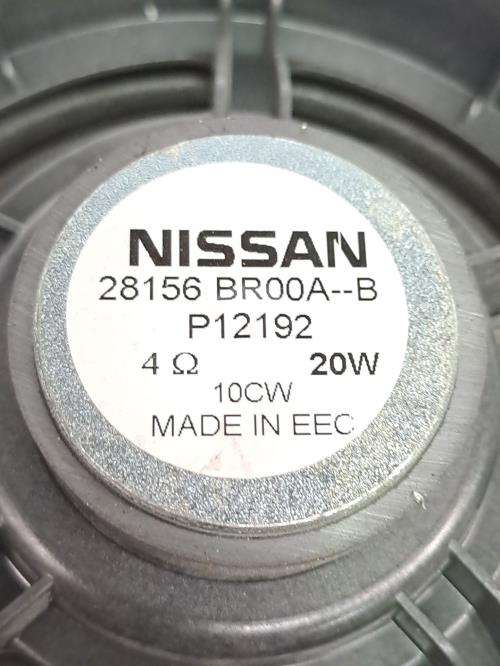 NISSAN
28156 BR00A--B
P12192
4 Ω 20W
10CW
MADE IN EEC